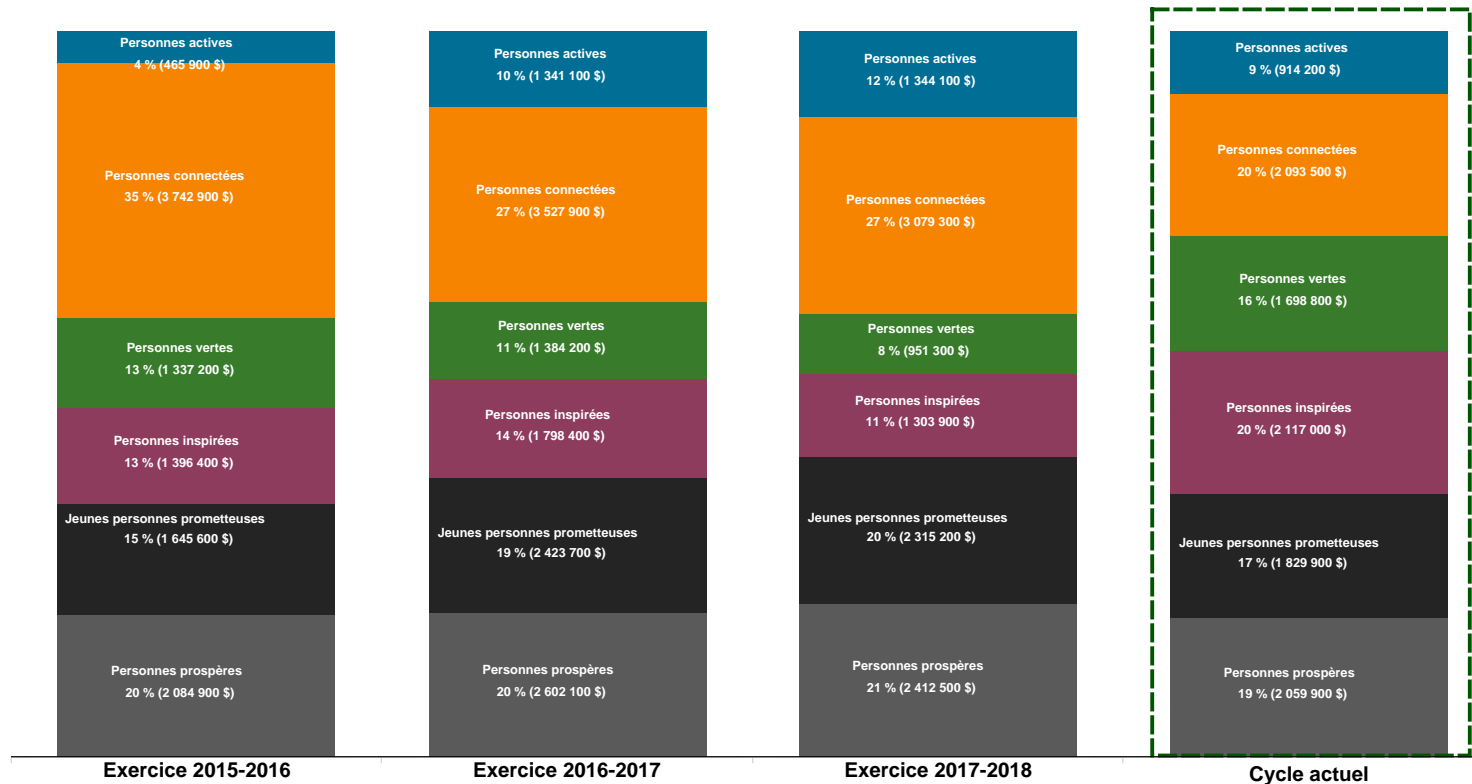 Personnes actives
4 % (465 900 $)
Personnes connectées
35 % (3 742 900 $)
Personnes vertes
13 % (1 337 200 $)
Personnes inspirées
13 % (1 396 400 $)
Jeunes personnes prometteuses
15 % (1 645 600 $)
Personnes prospères
20 % (2 084 900 $)
Exercice 2015-2016
Personnes actives
10 % (1 341 100 $)
Personnes connectées
27 % (3 527 900 $)
Personnes vertes
11 % (1 384 200 $)
Personnes inspirées
14 % (1 798 400 $)
Jeunes personnes prometteuses
19 % (2 423 700 $)
Personnes prospères
20 % (2 602 100 $)
Exercice 2016-2017
Personnes actives
12 % (1 344 100 $)
Personnes connectées
27 % (3 079 300 $)
Personnes vertes
8 % (951 300 $)
Personnes inspirées
11 % (1 303 900 $)
Jeunes personnes prometteuses
20 % (2 315 200 $)
Personnes prospères
21 % (2 412 500 $)
Exercice 2017-2018
Personnes actives
9 % (914 200 $)
Personnes connectées
20 % (2 093 500 $)
Personnes vertes
16 % (1 698 800 $)
Personnes inspirées
20 % (2 117 000 $)
Jeunes personnes prometteuses
17 % (1 829 900 $)
Personnes prospères
19 % (2 059 900 $)
Cycle actuel